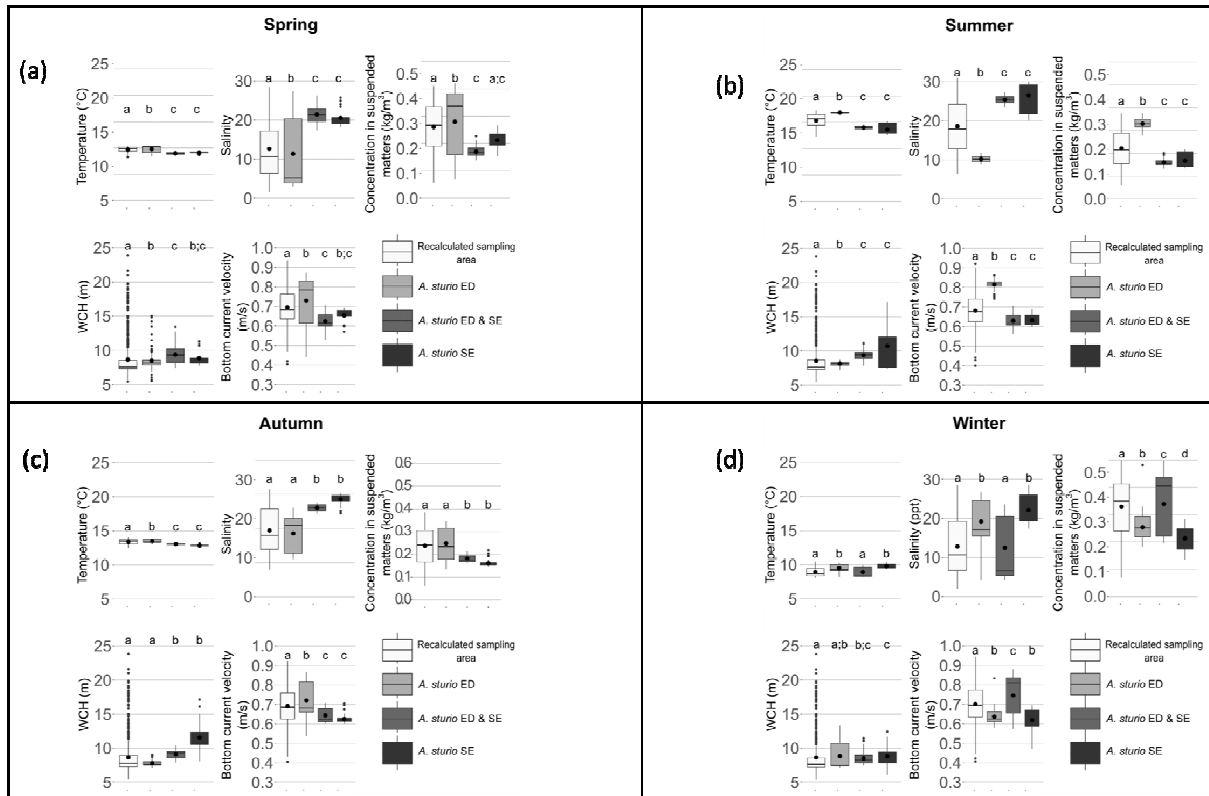 Spring
(a)
Temperature (°C)
25
20
15
10
5
a b c c
Salinity
30
20
10
0
a b c c
Concentration in suspended
matters (kg/m³)
0.5
0.4
0.3
0.2
0.1
0.0
a b c a;c
WCH (m)
25
20
15
10
5
a b c b;c
Bottom current velocity
(m/s)
1.0
0.9
0.8
0.7
0.6
0.5
0.4
0.3
a b c b;c
Recalculated sampling
area
A. sturio ED
A. sturio ED & SE
A. sturio SE
Summer
(b)
Temperature (°C)
25
20
15
10
5
a b c c
Salinity
30
20
10
0
a b c c
Concentration in suspended
matters (kg/m³)
0.5
0.4
0.3
0.2
0.1
0.0
a b c c
WCH (m)
25
20
15
10
5
a b c c
Bottom current velocity
(m/s)
1.0
0.9
0.8
0.7
0.6
0.5
0.4
0.3
a b c c
Recalculated sampling
area
A. sturio ED
A. sturio ED & SE
A. sturio SE
Autumn
(c)
Temperature (°C)
25
20
15
10
5
a b c c
Salinity
30
20
10
0
a a b b
Concentration in suspended
matters (kg/m³)
0.6
0.5
0.4
0.3
0.2
0.1
0.0
a a b b
WCH (m)
25
20
15
10
5
a a b b
Bottom current velocity
(m/s)
1.0
0.9
0.8
0.7
0.6
0.5
0.4
0.3
a b c c
Recalculated sampling
area
A. sturio ED
A. sturio ED & SE
A. sturio SE
Winter
(d)
Temperature (°C)
25
20
15
10
5
a b a b
Salinity (ppt)
30
20
10
0
a b a b
Concentration in suspended
matters (kg/m³)
0.5
0.4
0.3
0.2
0.1
0.0
a b c d
WCH (m)
25
20
15
10
5
a a;b b;c c
Bottom current velocity
(m/s)
1.0
0.9
0.8
0.7
0.6
0.5
0.4
0.3
a b c b
Recalculated sampling
area
A. sturio ED
A. sturio ED & SE
A. sturio SE